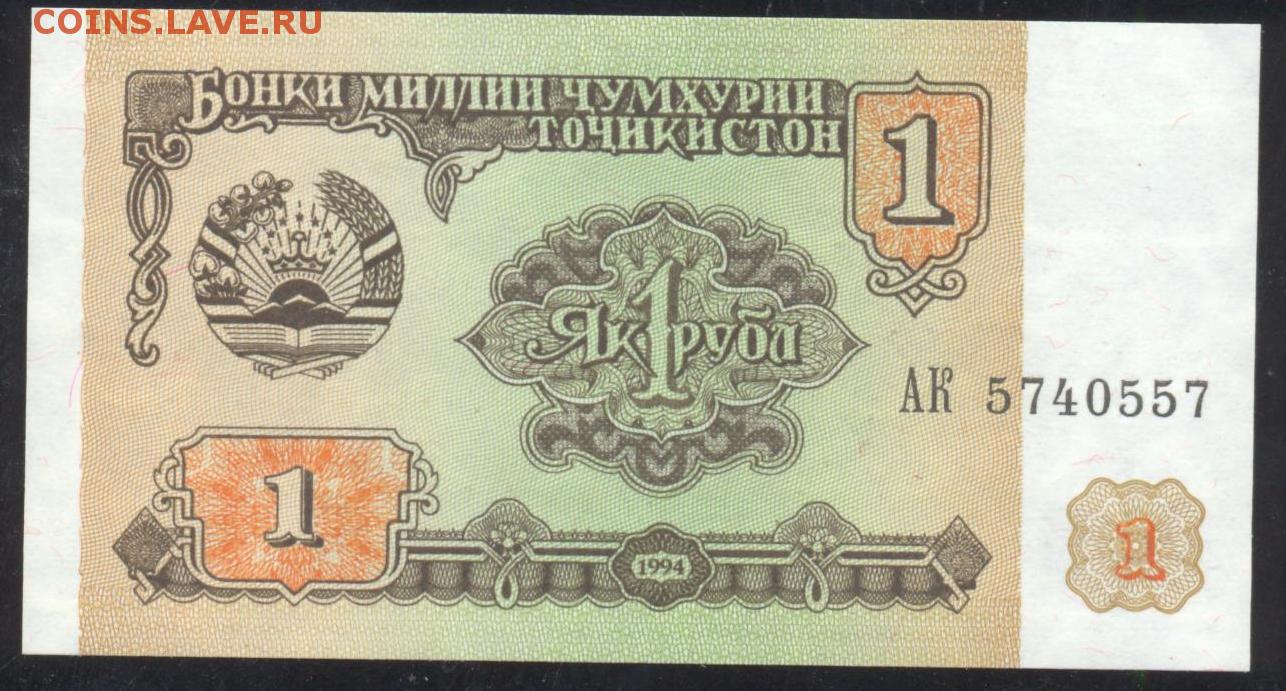 COINS.LAVE.RU
БОНКИ МИЛЛИИ ҶУМҲУРИИ
ТОҶИКИСТОН
1
ЯК 1 РУБЛ
АК 5740557
1
1994
1